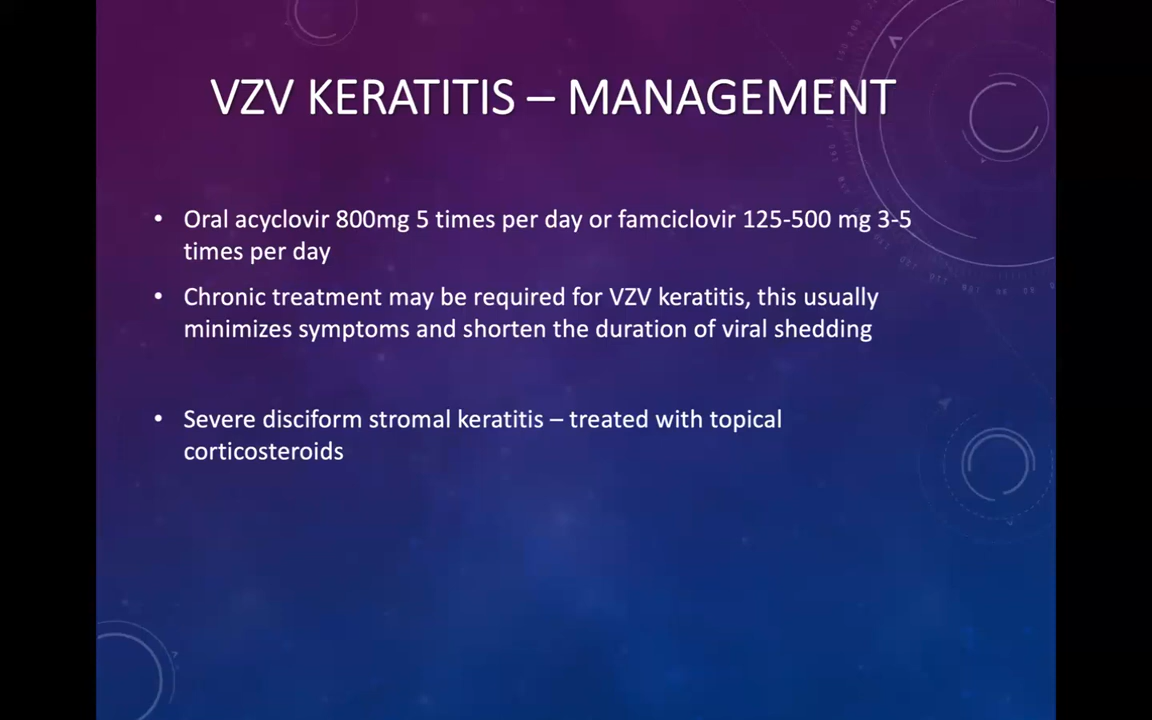 VZV KERATITIS – MANAGEMENT
• Oral acyclovir 800mg 5 times per day or famciclovir 125-500 mg 3-5
times per day
• Chronic treatment may be required for VZV keratitis, this usually
minimizes symptoms and shorten the duration of viral shedding
• Severe disciform stromal keratitis – treated with topical
corticosteroids